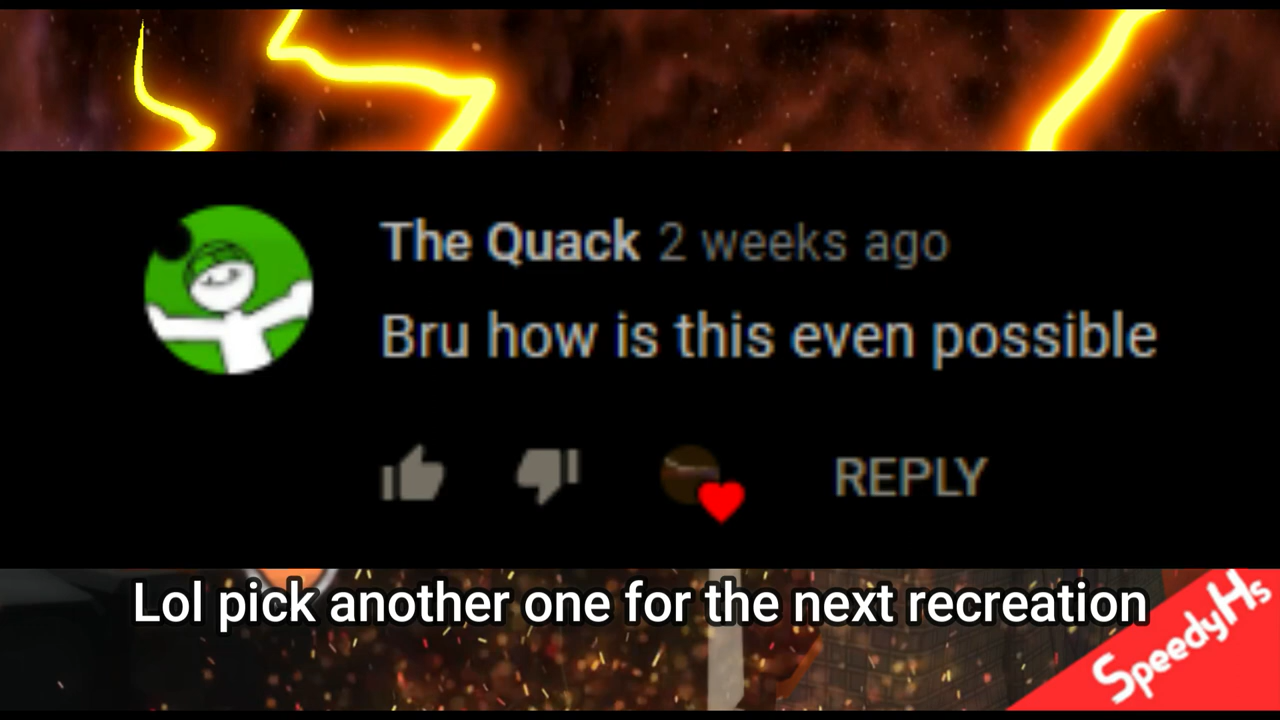 The Quack 2 weeks ago
Bru how is this even possible
REPLY
Lol pick another one for the next recreation
SpeedyHs